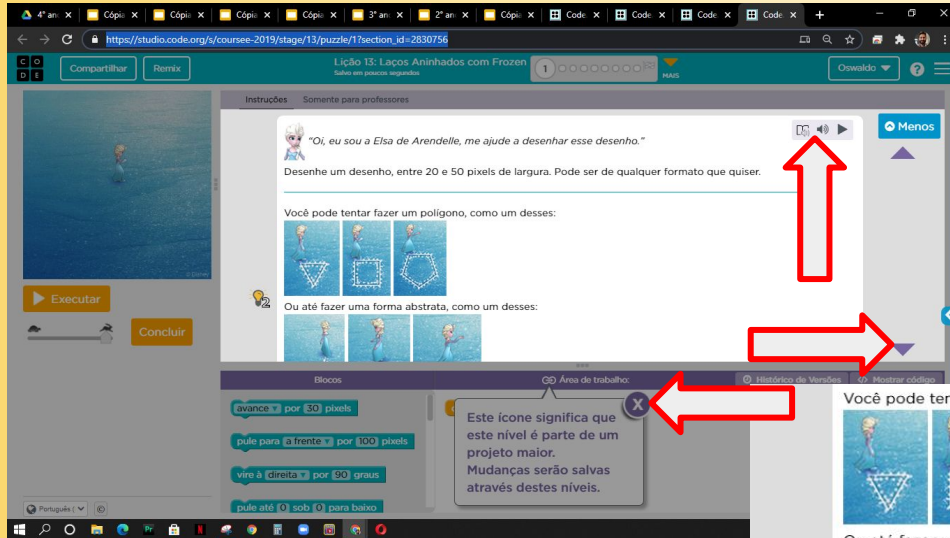 4° an
Cópia
Cópia
Cópia
Cópia
3° an
2° an
Cópia
Code
Code
Code
Code
https://studio.code.org/s/coursee-2019/stage/13/puzzle/1?section_id=2830756
C O
D E
Compartilhar
Remix
Lição 13: Laços Aninhados com Frozen
Salvo em poucos segundos
1
MAIS
Oswaldo
Instruções
Somente para professores
Menos
"Oi, eu sou a Elsa de Arendelle, me ajude a desenhar esse desenho."
Desenhe um desenho, entre 20 e 50 pixels de largura. Pode ser de qualquer formato que quiser.
Você pode tentar fazer um polígono, como um desses:
2
Ou até fazer uma forma abstrata, como um desses:
Executar
Concluir
Blocos
Área de trabalho:
Histórico de Versões
Mostrar código
avance por 30 pixels
pule para a frente por 100 pixels
vire à direita por 90 graus
pule até 0 sob 0 para baixo
X
Este ícone significa que
este nível é parte de um
projeto maior.
Mudanças serão salvas
através destes níveis.
Você pode ter
Português (